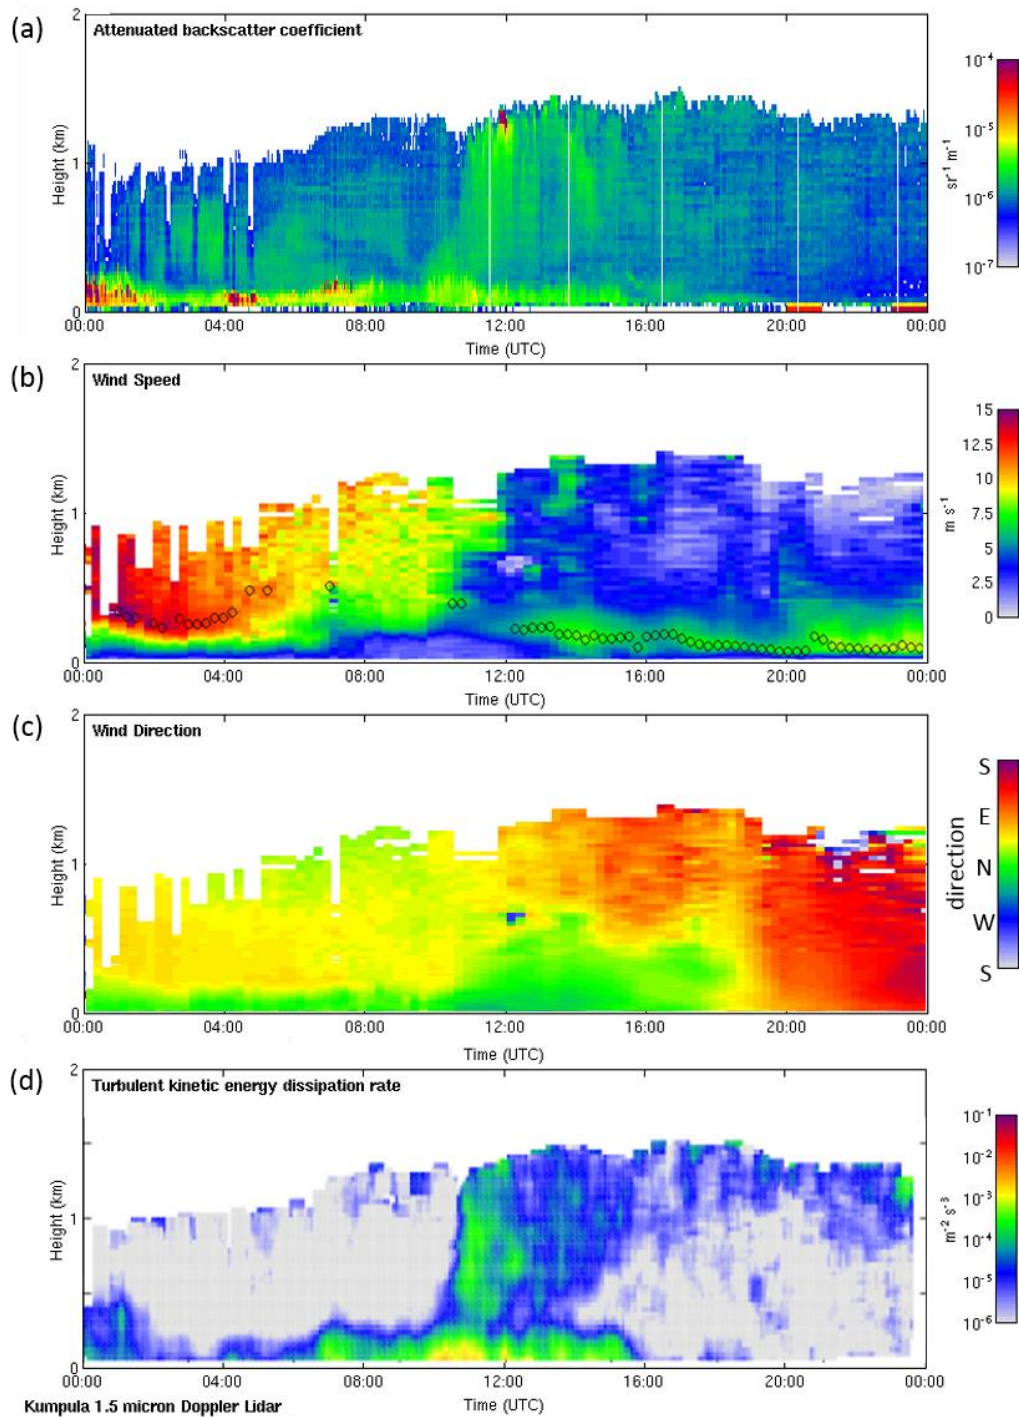 (a)
Attenuated backscatter coefficient
2
1
0
Height (km)
00:00 04:00 08:00 12:00 16:00 20:00 00:00
Time (UTC)
10⁻⁴
10⁻⁵
10⁻⁶
10⁻⁷
sr⁻¹ m⁻¹
(b)
Wind Speed
2
1
0
Height (km)
00:00 04:00 08:00 12:00 16:00 20:00 00:00
Time (UTC)
15
12.5
10
7.5
5
2.5
0
m s⁻¹
(c)
Wind Direction
2
1
0
Height (km)
00:00 04:00 08:00 12:00 16:00 20:00 00:00
Time (UTC)
S
E
N
W
S
direction
(d)
Turbulent kinetic energy dissipation rate
2
1
0
Height (km)
00:00 04:00 08:00 12:00 16:00 20:00 00:00
Time (UTC)
10⁻¹
10⁻²
10⁻³
10⁻⁴
10⁻⁵
10⁻⁶
m⁻² s⁻³
Kumpula 1.5 micron Doppler Lidar